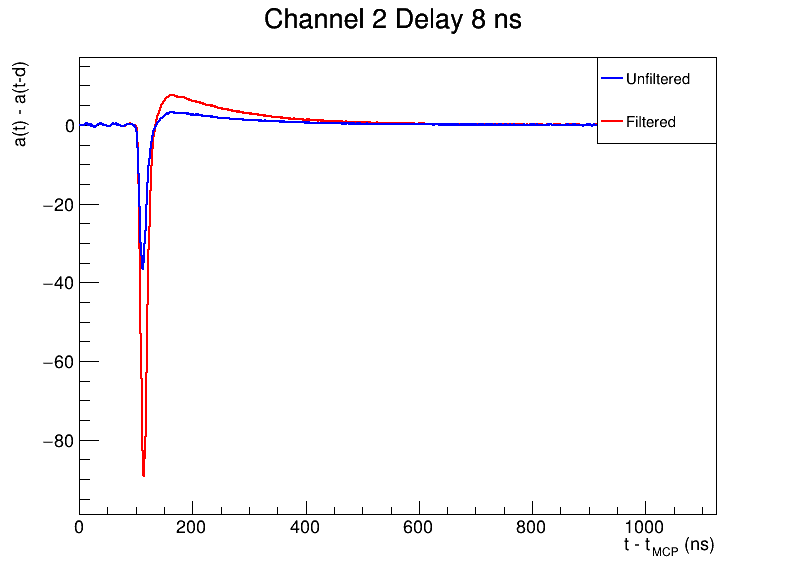 Channel 2 Delay 8 ns
a(t) - a(t-d)
Unfiltered
Filtered
0
−20
−40
−60
−80
0 200 400 600 800 1000
t - t_MCP (ns)